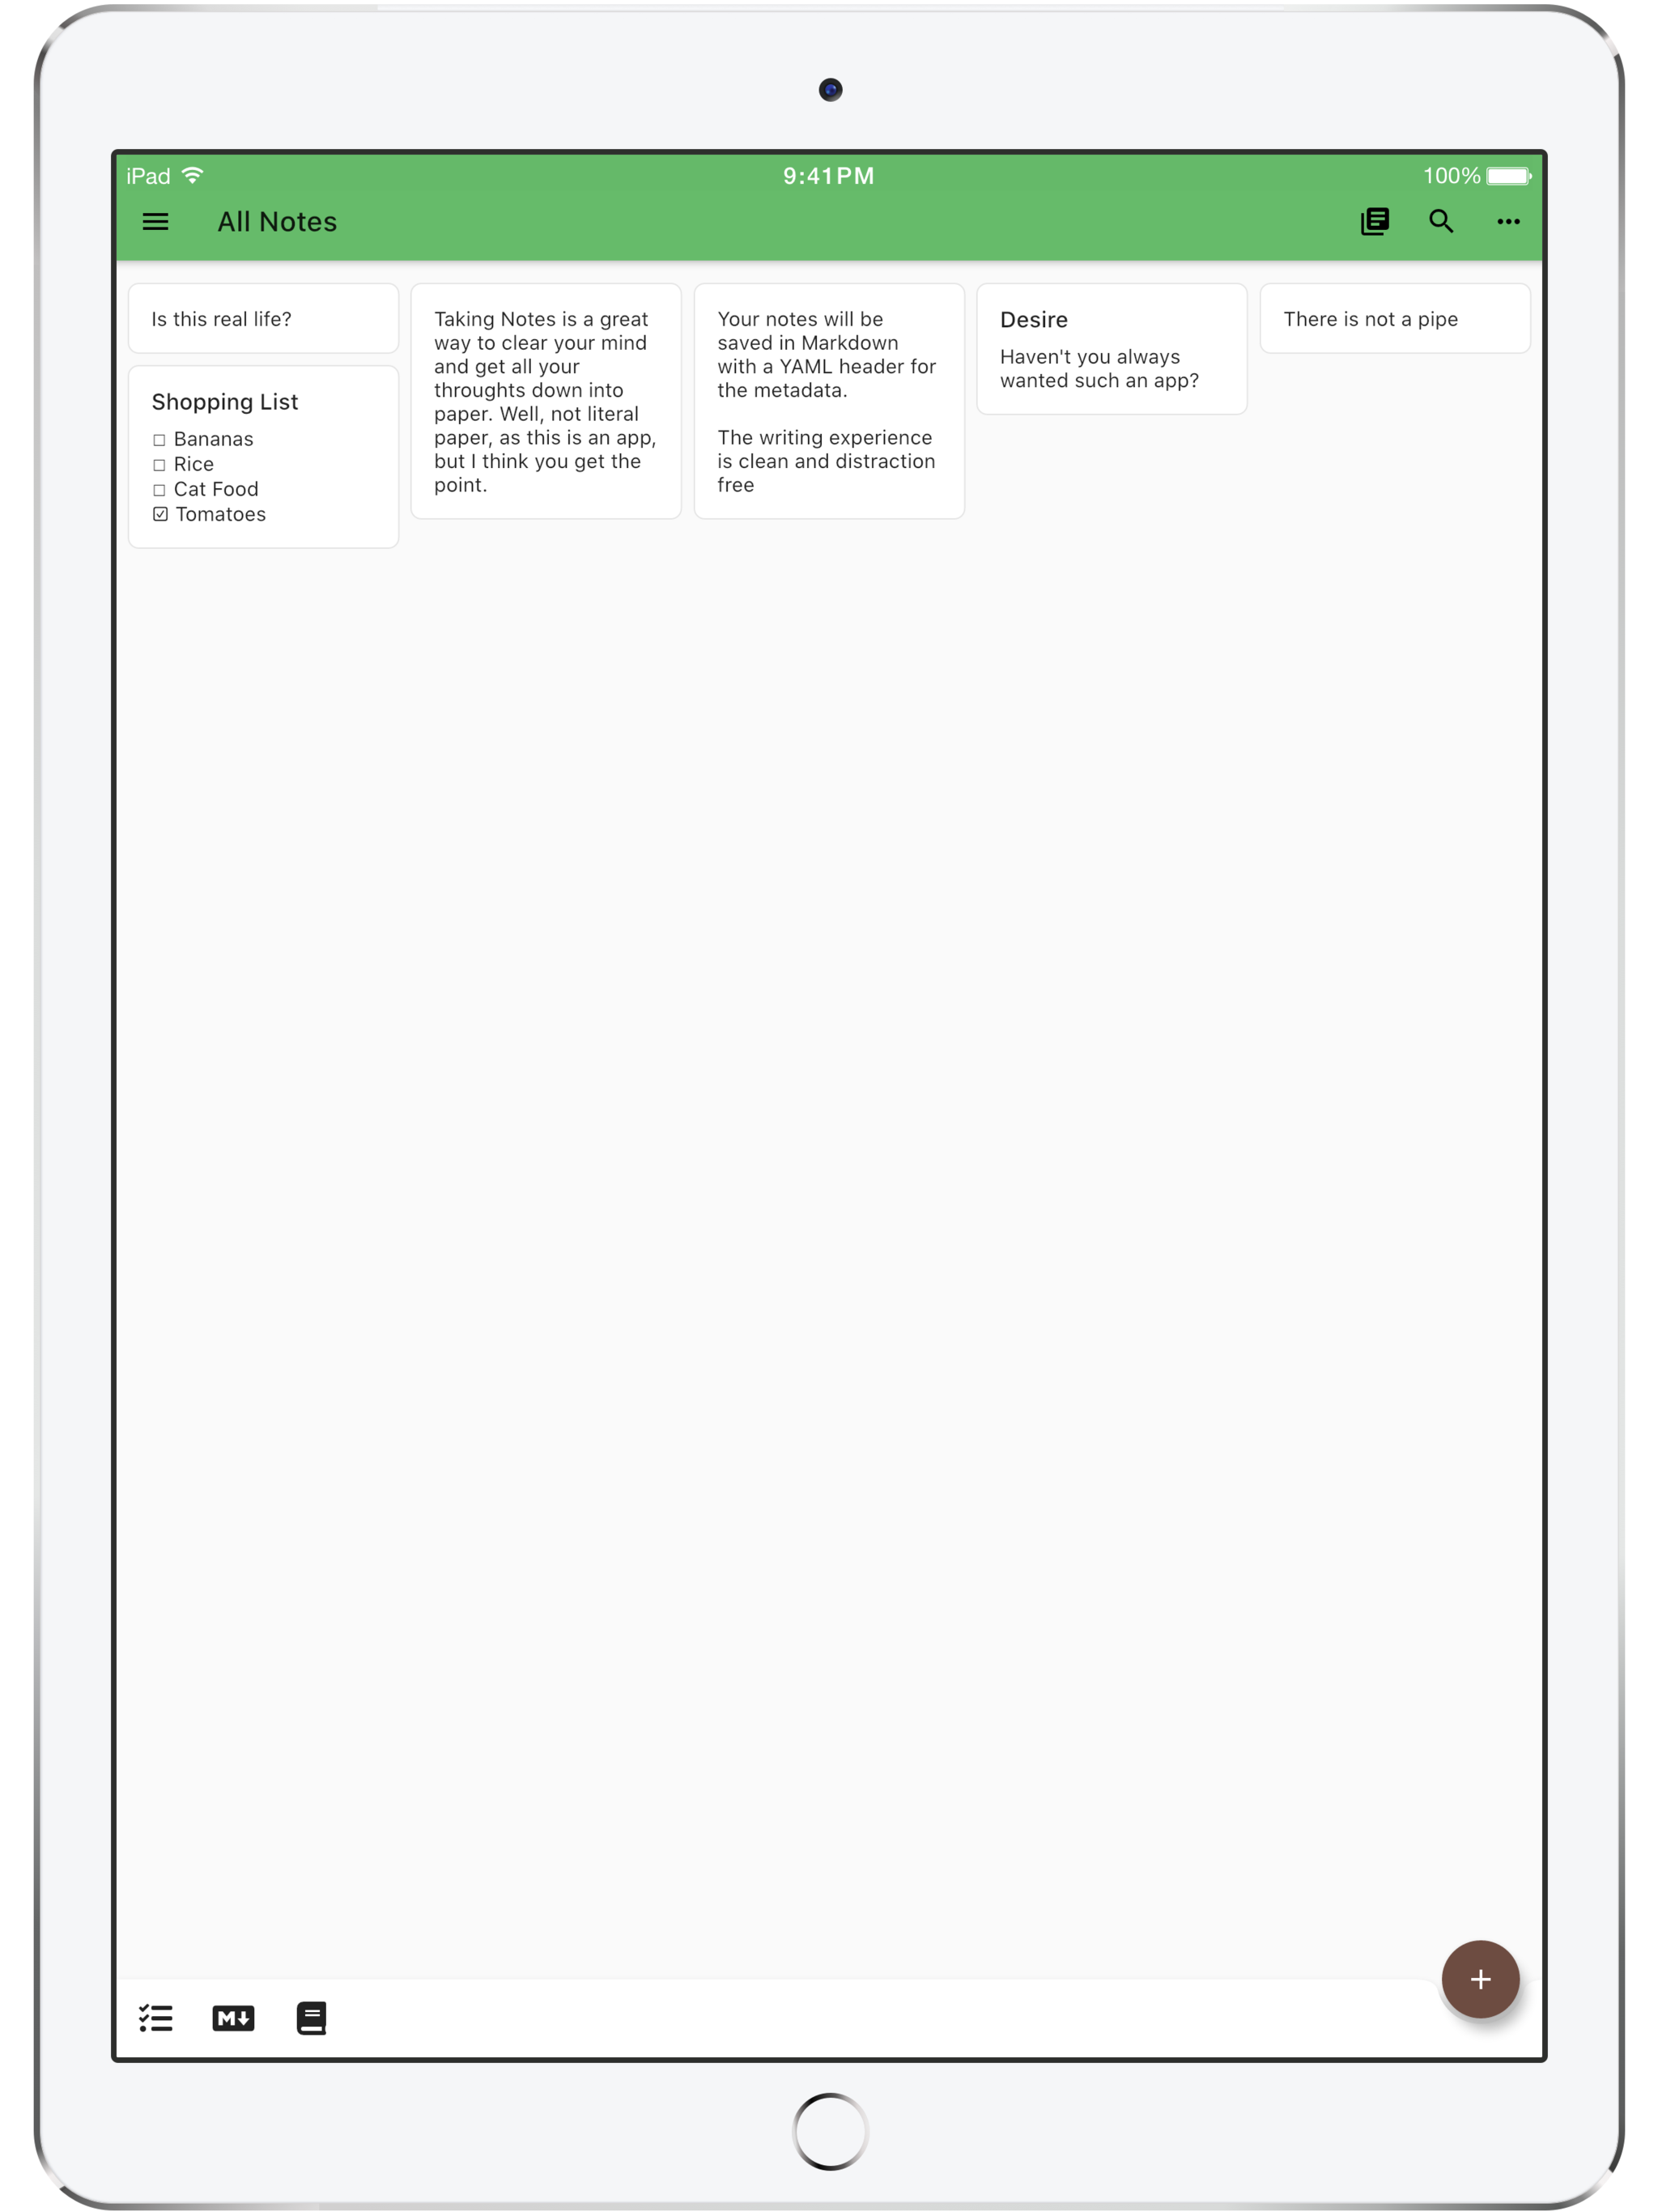 iPad
9:41PM
100%
All Notes
Is this real life?
Shopping List
Bananas
Rice
Cat Food
Tomatoes
Taking Notes is a great
way to clear your mind
and get all your
throughts down into
paper. Well, not literal
paper, as this is an app,
but I think you get the
point.
Your notes will be
saved in Markdown
with a YAML header for
the metadata.
The writing experience
is clean and distraction
free
Desire
Haven't you always
wanted such an app?
There is not a pipe
M